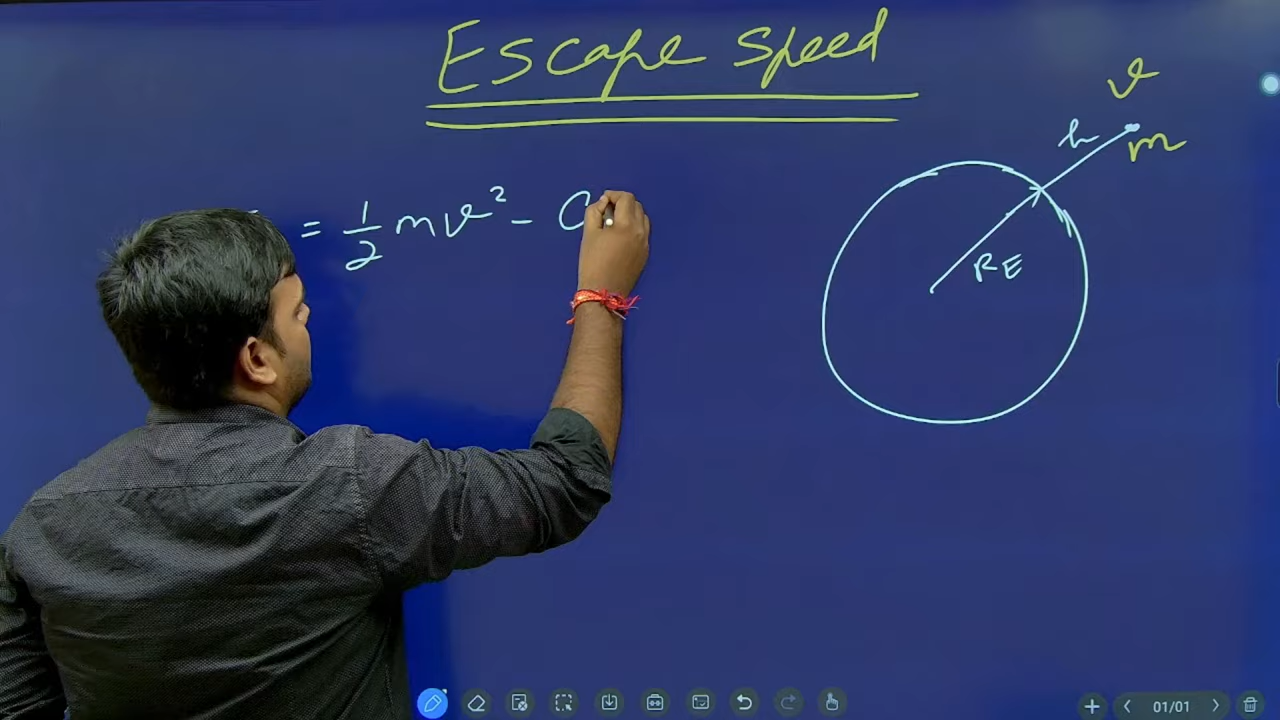 Escape speed
v
h
m
= 1/2 mv² -
RE
01/01